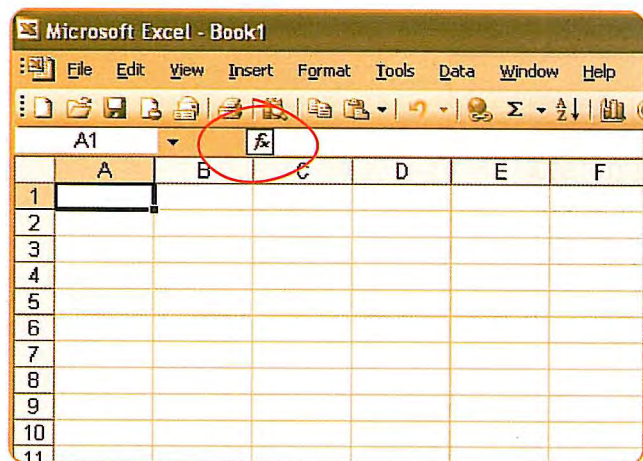 Microsoft Excel - Book1
File Edit View Insert Format Tools Data Window Help
Σ A Z
A1 fx
A B C D E F
1
2
3
4
5
6
7
8
9
10
11